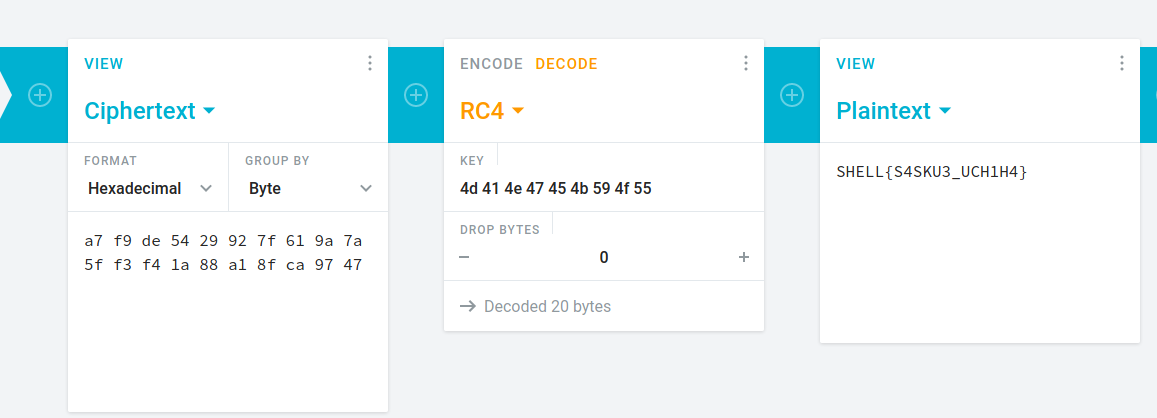 VIEW
Ciphertext
FORMAT
GROUP BY
Hexadecimal
Byte
a7 f9 de 54 29 92 7f 61 9a 7a
5f f3 f4 1a 88 a1 8f ca 97 47
ENCODE DECODE
RC4
KEY
4d 41 4e 47 45 4b 59 4f 55
DROP BYTES
0
Decoded 20 bytes
VIEW
Plaintext
SHELL{S4SKU3_UCH1H4}